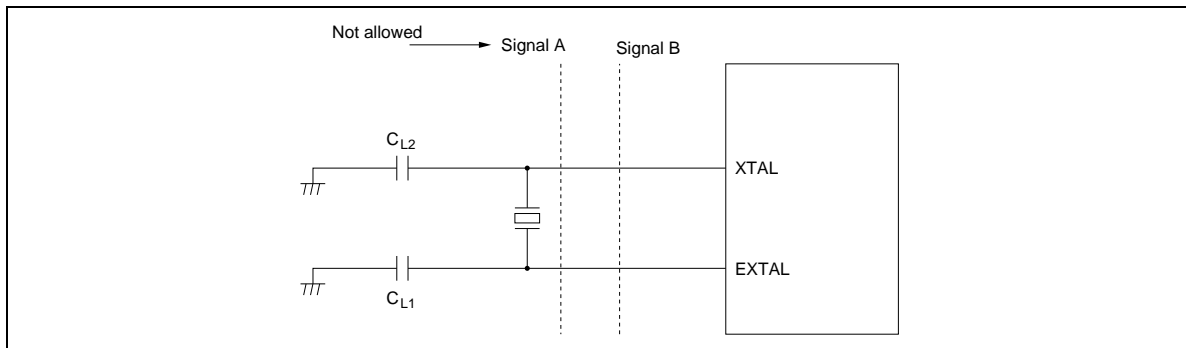 Not allowed
Signal A
Signal B
CL2
XTAL
EXTAL
CL1